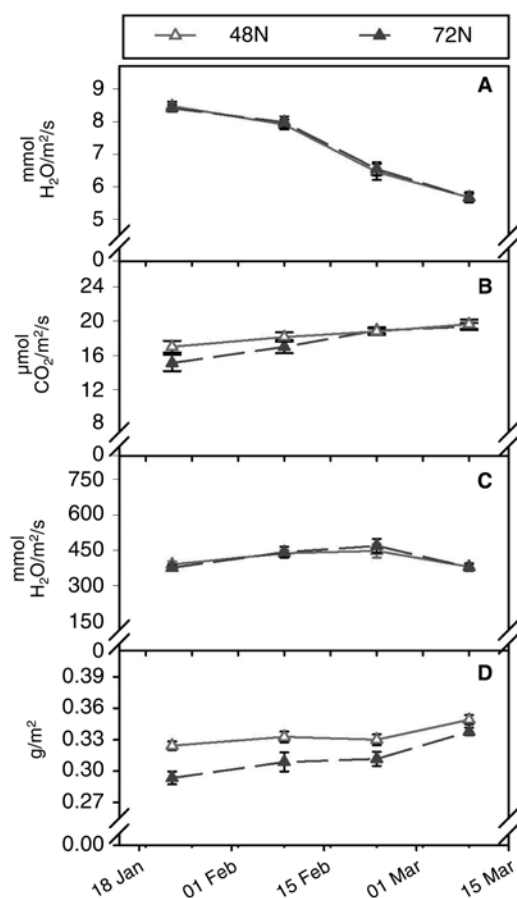 48N 72N
A
9
8
7
6
5
0
mmol
H₂O/m²/s
B
24
20
16
12
8
0
µmol
CO₂/m²/s
C
750
600
450
300
150
0
mmol
H₂O/m²/s
D
0.39
0.36
0.33
0.30
0.27
0.00
g/m²
18 Jan 01 Feb 15 Feb 01 Mar 15 Mar